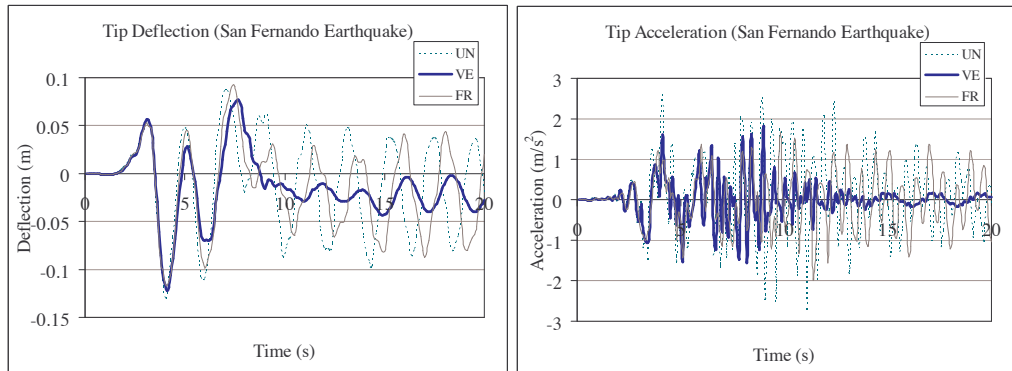 Tip Deflection (San Fernando Earthquake)
UN
VE
FR
0.1
0.05
0
-0.05
-0.1
-0.15
0
5
10
15
20
Deflection (m)
Time (s)
Tip Acceleration (San Fernando Earthquake)
UN
VE
FR
3
2
1
0
-1
-2
-3
0
5
10
15
20
Acceleration (m/s²)
Time (s)